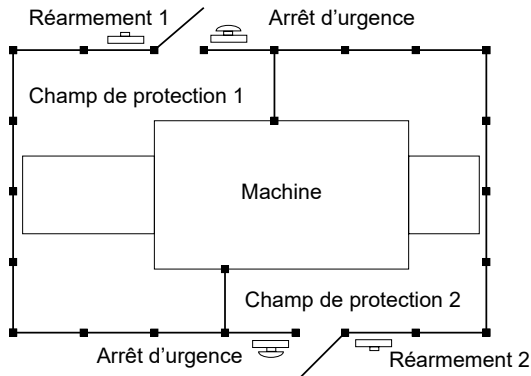 Réarmement 1
Arrêt d’urgence
Champ de protection 1
Machine
Champ de protection 2
Arrêt d’urgence
Réarmement 2